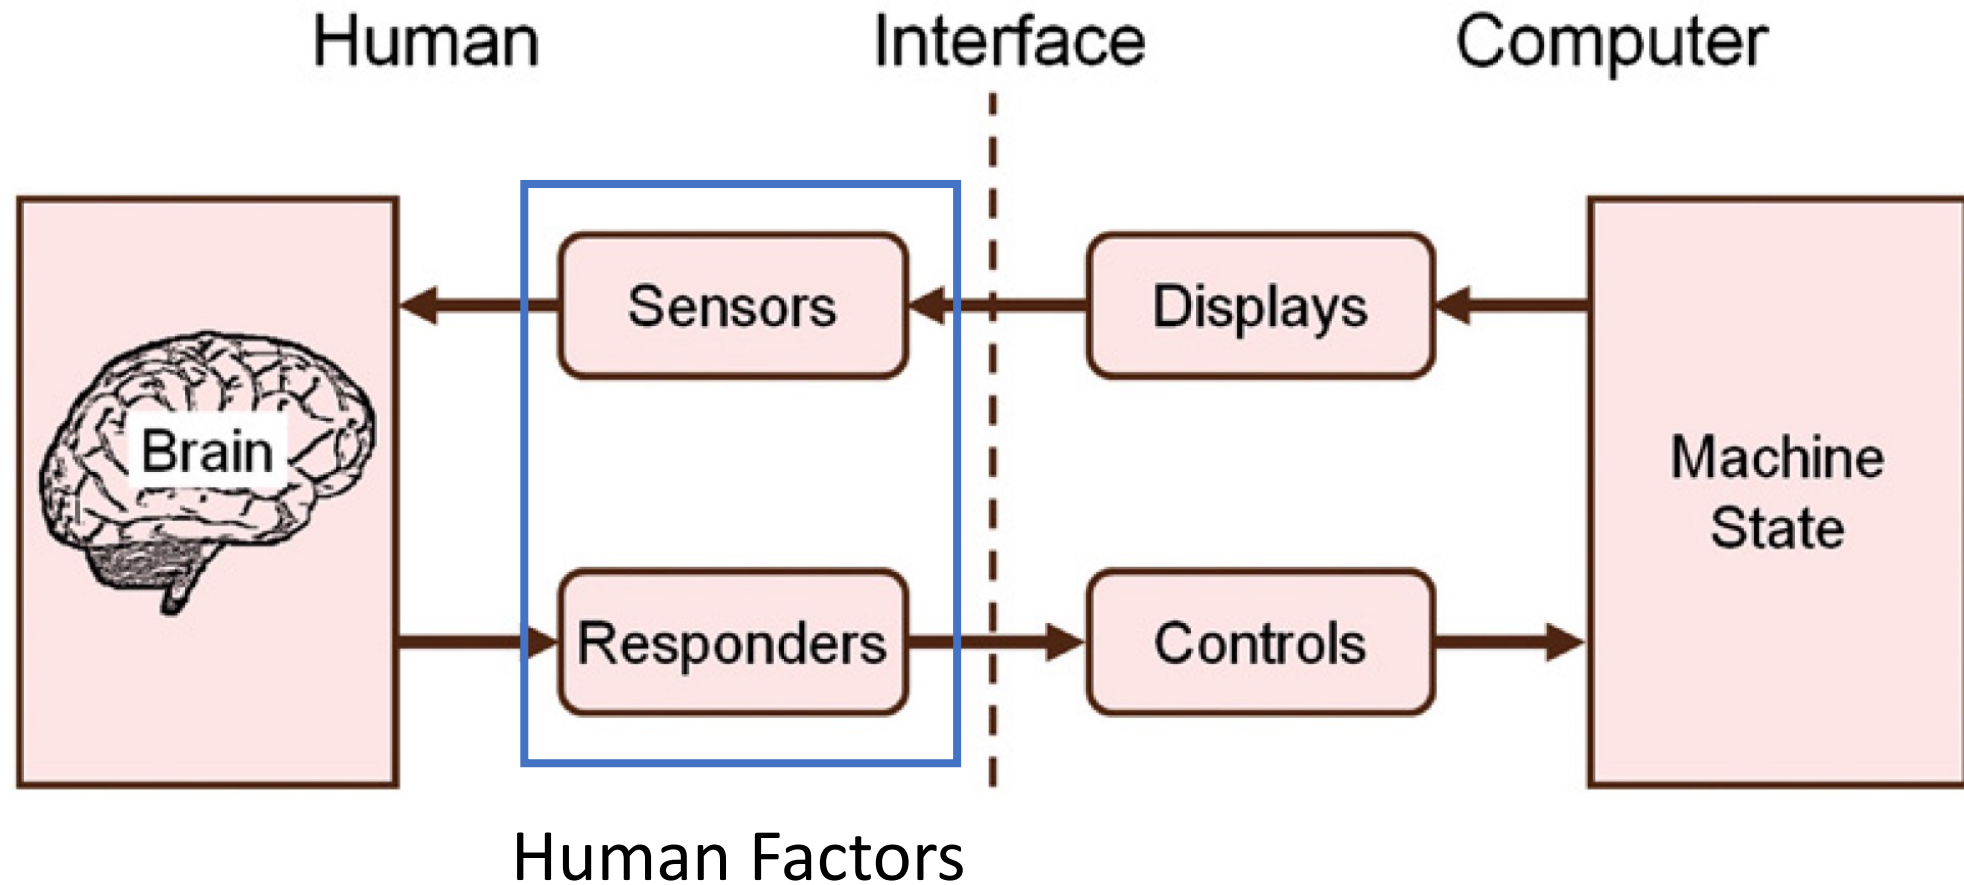 Human
Interface
Computer
Sensors
Displays
Brain
Machine
State
Responders
Controls
Human Factors